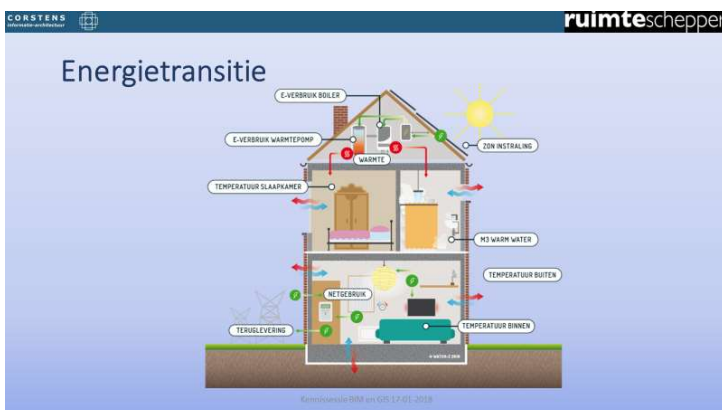 CORSTENS
informatie-architectuur
ruimteschepper
Energietransitie
E-VERBRUIK BOILER
E-VERBRUIK WARMTEPOMP
WARMTE
ZON INSTRALING
TEMPERATUUR SLAAPKAMER
M3 WARM WATER
TEMPERATUUR BUITEN
NETGEBRUIK
TERUGLEVERING
TEMPERATUUR BINNEN
Kennissessie BIM en GIS 17-01-2018